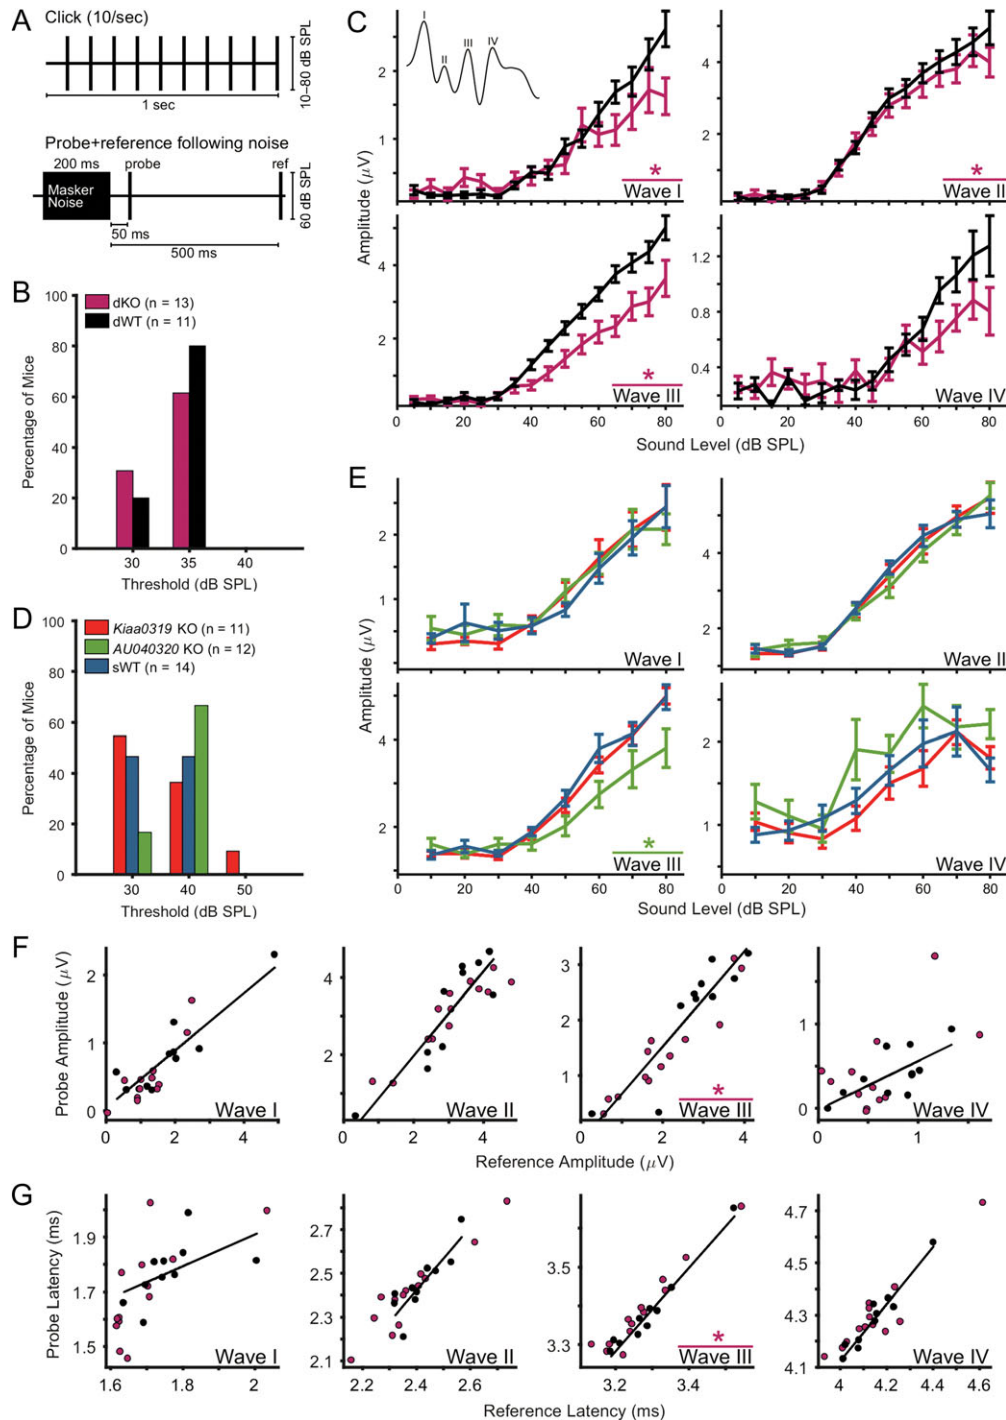 A
Click (10/sec)
10–80 dB SPL
1 sec
Probe+reference following noise
200 ms
probe
ref
Masker
Noise
60 dB SPL
50 ms
500 ms
B
100
80
60
40
20
0
Percentage of Mice
dKO (n = 13)
dWT (n = 11)
30 35 40
Threshold (dB SPL)
C
I
II
III
IV
2
1
Wave I
*
4
2
Wave II
*
Amplitude (μV)
4
2
Wave III
*
0 20 40 60 80
1.2
0.8
0.4
Wave IV
0 20 40 60 80
Sound Level (dB SPL)
D
100
80
60
40
20
0
Percentage of Mice
Kiaa0319 KO (n = 11)
AU040320 KO (n = 12)
sWT (n = 14)
30 40 50
Threshold (dB SPL)
E
2
1
Wave I
4
2
Wave II
Amplitude (μV)
4
2
Wave III
*
0 20 40 60 80
2
1
Wave IV
0 20 40 60 80
Sound Level (dB SPL)
F
Probe Amplitude (μV)
2
1
0
Wave I
0 2 4
4
2
Wave II
0 2 4
3
2
1
Wave III
*
0 2 4
1
0
Wave IV
0 1
Reference Amplitude (μV)
G
Probe Latency (ms)
1.9
1.7
1.5
Wave I
1.6 1.8 2
2.7
2.5
2.3
2.1
Wave II
2.2 2.4 2.6
3.5
3.3
Wave III
*
3.2 3.4
4.7
4.5
4.3
4.1
Wave IV
4 4.2 4.4 4.6
Reference Latency (ms)